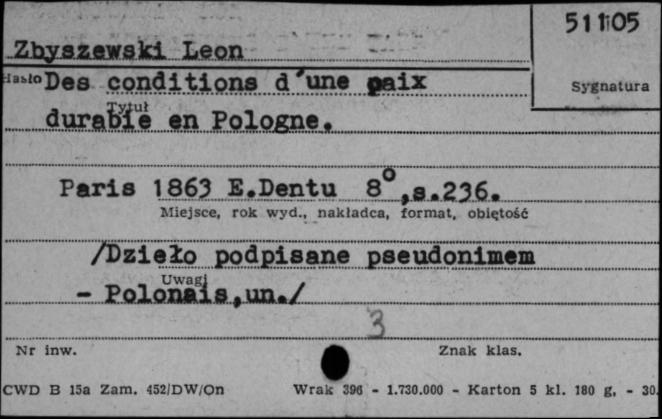 51105
Zbyszewski Leon
Hasło Des conditions d'une paix
Sygnatura
Tytuł
durable en Pologne.
Paris 1863 E.Dentu 8°,s.236.
Miejsce, rok wyd., nakładca, format, objętość
/Dzieło podpisane pseudonimem
Uwagi
- Polonais,un./
3
Nr inw. Znak klas.
CWD B 15a Zam. 452/DW/On Wrak 396 - 1.730.000 - Karton 5 kl. 180 g, - 30.